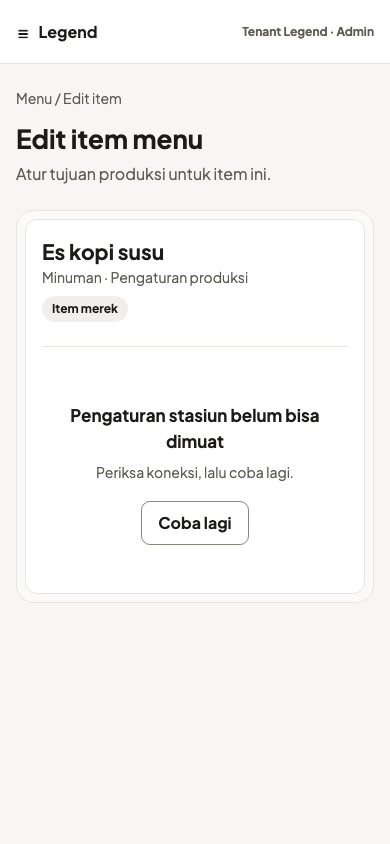 Legend
Tenant Legend · Admin
Menu / Edit item
Edit item menu
Atur tujuan produksi untuk item ini.
Es kopi susu
Minuman · Pengaturan produksi
Item merek
Pengaturan stasiun belum bisa
dimuat
Periksa koneksi, lalu coba lagi.
Coba lagi